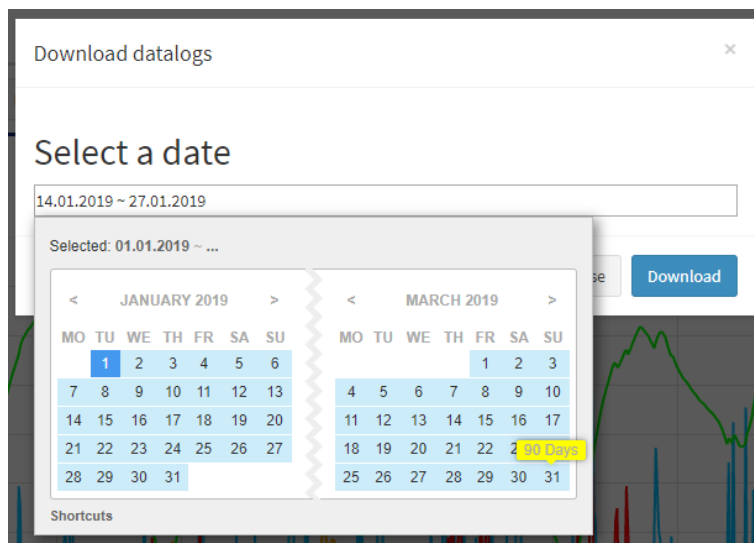 Download datalogs ×
Select a date
14.01.2019 ~ 27.01.2019
Selected: 01.01.2019 ~ ...
< JANUARY 2019 > < MARCH 2019 >
MO TU WE TH FR SA SU MO TU WE TH FR SA SU
1 2 3 4 5 6 1 2 3
7 8 9 10 11 12 13 4 5 6 7 8 9 10
14 15 16 17 18 19 20 11 12 13 14 15 16 17
21 22 23 24 25 26 27 18 19 20 21 22
90 Days
28 29 30 31 25 26 27 28 29 30 31
Shortcuts
se Download